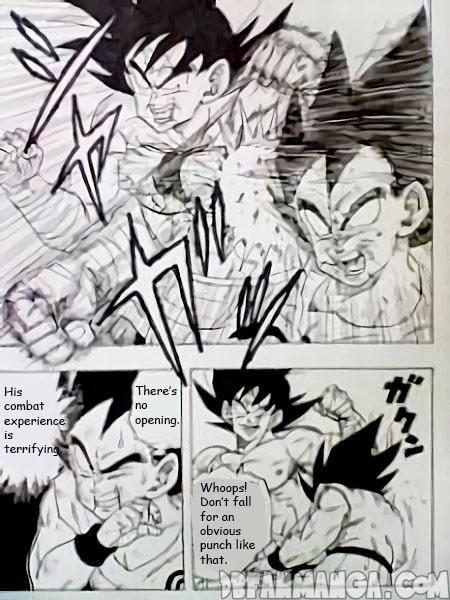 His
combat
experience
is
terrifying.
There's
no
opening.
ガクン
Whoops!
Don't fall
for an
obvious
punch like
that.
DBFANMANGA.COM